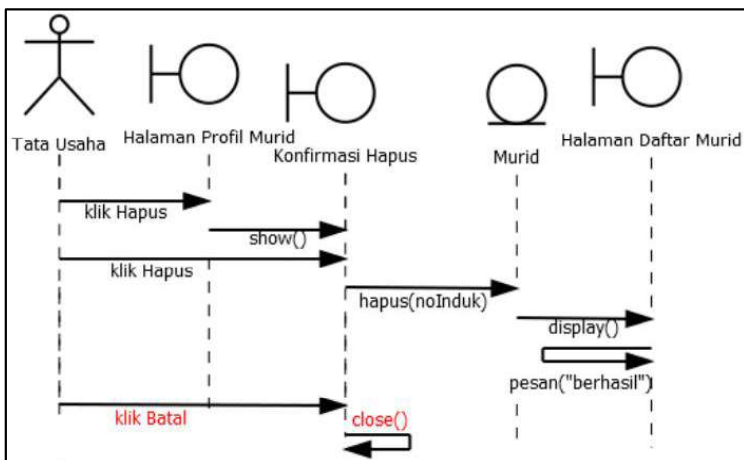 Tata Usaha
Halaman Profil Murid
Konfirmasi Hapus
Murid
Halaman Daftar Murid
klik Hapus
show()
klik Hapus
hapus(noInduk)
display()
pesan("berhasil")
klik Batal
close()